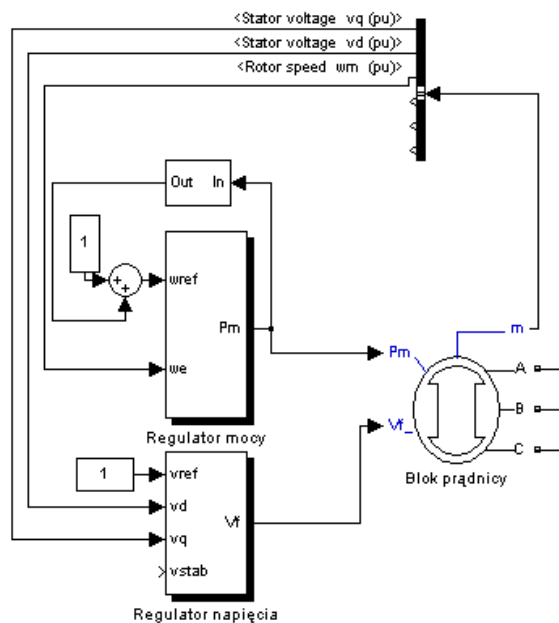 <Stator voltage vq (pu)>
<Stator voltage vd (pu)>
<Rotor speed wm (pu)>
Out In
1
+
+
wref
Pm
we
Regulator mocy
m
Pm
A
B
C
Vf_
Blok prądnicy
1
vref
vd
Vf
vq
vstab
Regulator napięcia